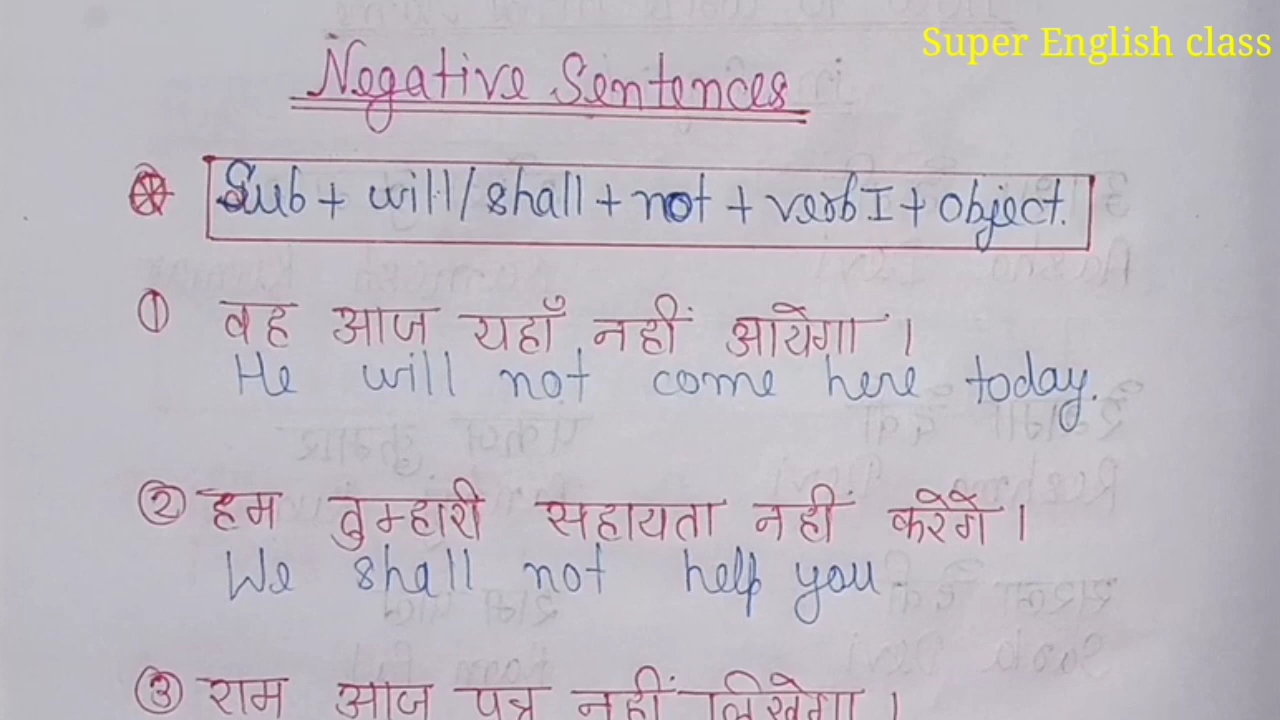 Super English class
Negative Sentences
Sub + will/shall + not + verb I + object.
① वह आज यहाँ नहीं आयेगा ।
He will not come here today.
② हम तुम्हारी सहायता नहीं करेगें ।
We shall not help you
③ राम आज पत्र नहीं लिखेगा ।